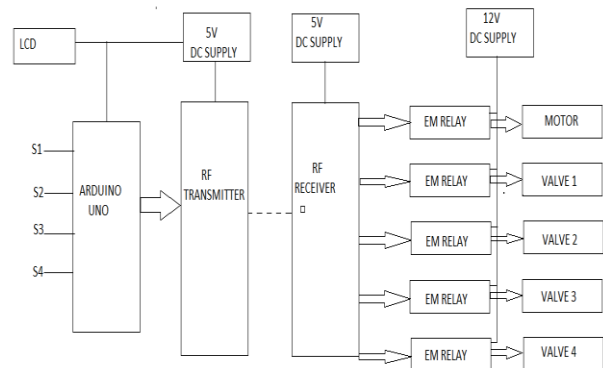 LCD
5V
DC SUPPLY
5V
DC SUPPLY
12V
DC SUPPLY
S1
S2
S3
S4
ARDUINO
UNO
RF
TRANSMITTER
RF
RECEIVER
EM RELAY
MOTOR
EM RELAY
VALVE 1
EM RELAY
VALVE 2
EM RELAY
VALVE 3
EM RELAY
VALVE 4